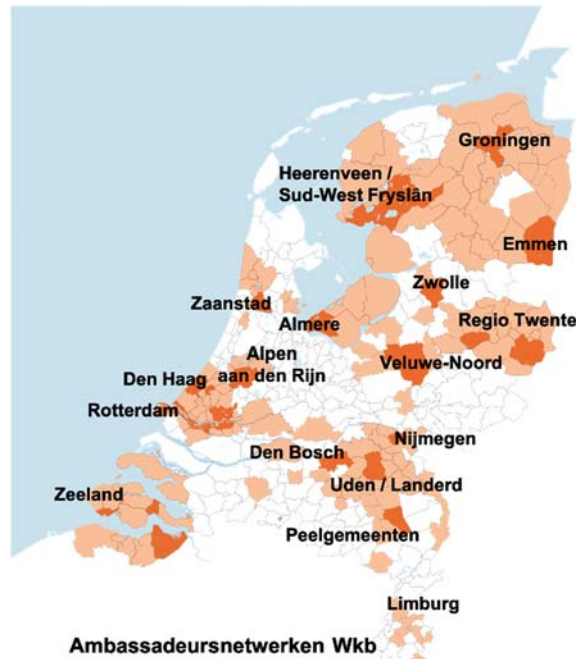 Groningen
Heerenveen /
Sud-West Fryslân
Emmen
Zwolle
Zaanstad
Almere
Regio Twente
Alpen
aan den Rijn
Veluwe-Noord
Den Haag
Rotterdam
Nijmegen
Den Bosch
Uden / Landerd
Zeeland
Peelgemeenten
Limburg
Ambassadeursnetwerken Wkb